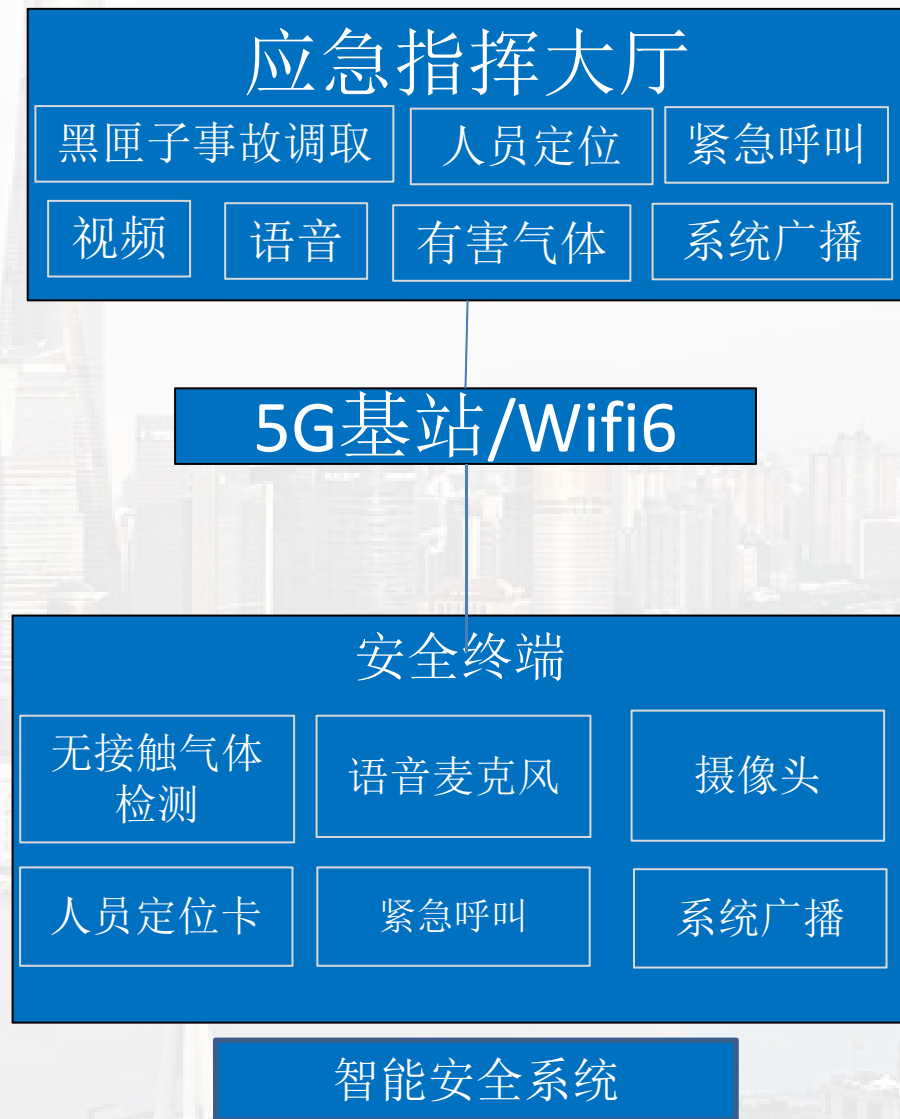 应急指挥大厅
黑匣子事故调取
人员定位
紧急呼叫
视频
语音
有害气体
系统广播
5G基站/Wifi6
安全终端
无接触气体
检测
语音麦克风
摄像头
人员定位卡
紧急呼叫
系统广播
智能安全系统